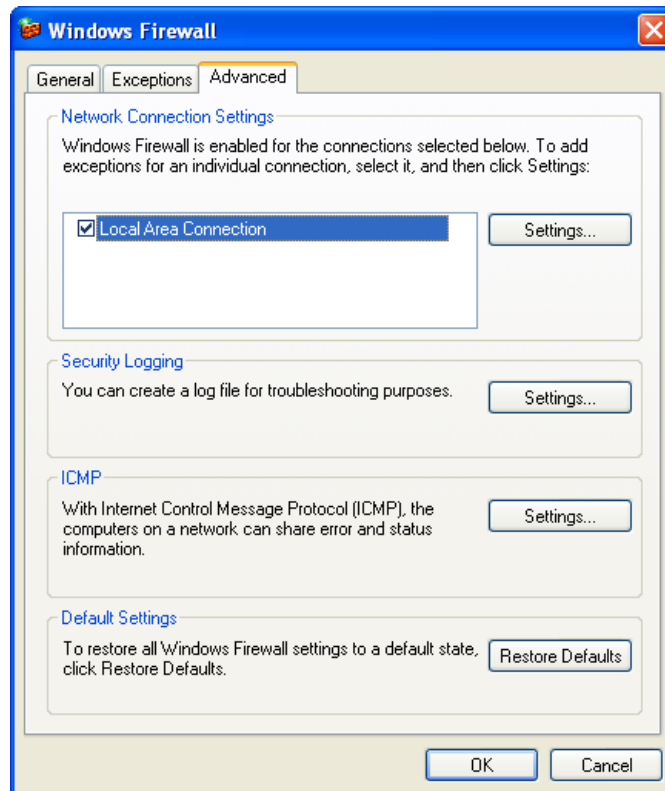 Windows Firewall
General
Exceptions
Advanced
Network Connection Settings
Windows Firewall is enabled for the connections selected below. To add
exceptions for an individual connection, select it, and then click Settings:
Local Area Connection
Settings...
Security Logging
You can create a log file for troubleshooting purposes.
Settings...
ICMP
With Internet Control Message Protocol (ICMP), the
computers on a network can share error and status
information.
Settings...
Default Settings
To restore all Windows Firewall settings to a default state,
click Restore Defaults.
Restore Defaults
OK
Cancel